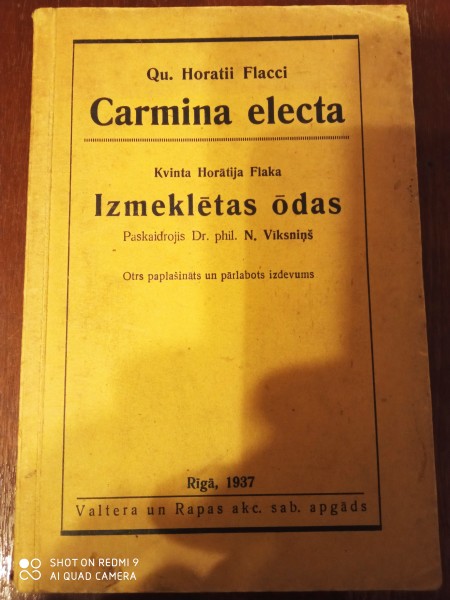 Qu. Horatii Flacci
Carmina electa
Kvinta Horātija Flaka
Izmeklētas ōdas
Paskaidrojis Dr. phil. N. Vīksniņš
Otrs paplašināts un pārlabots izdevums
Rīgā, 1937
Valtera un Rapas akc. sab. apgāds
SHOT ON REDMI 9
AI QUAD CAMERA